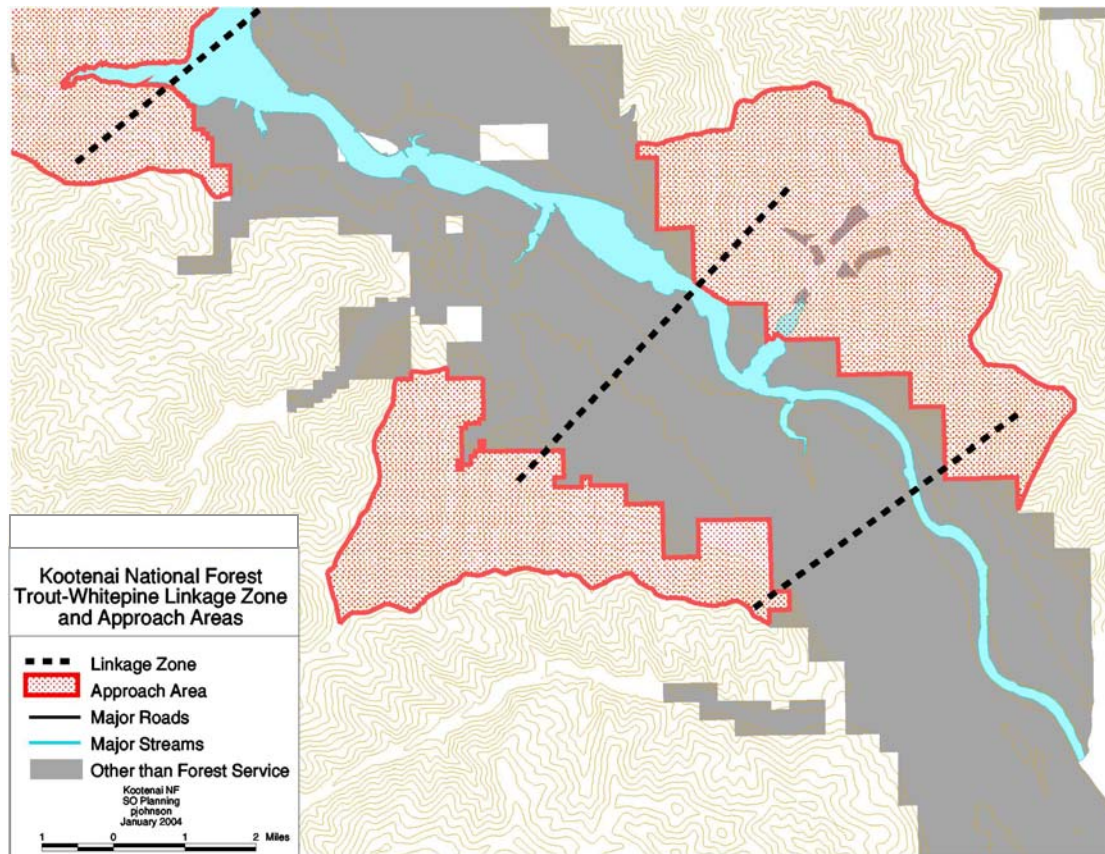 Kootenai National Forest
Trout-Whitepine Linkage Zone
and Approach Areas
Linkage Zone
Approach Area
Major Roads
Major Streams
Other than Forest Service
Kootenai NF
SO Planning
pjohnson
January 2004
1 0 1 2 Miles